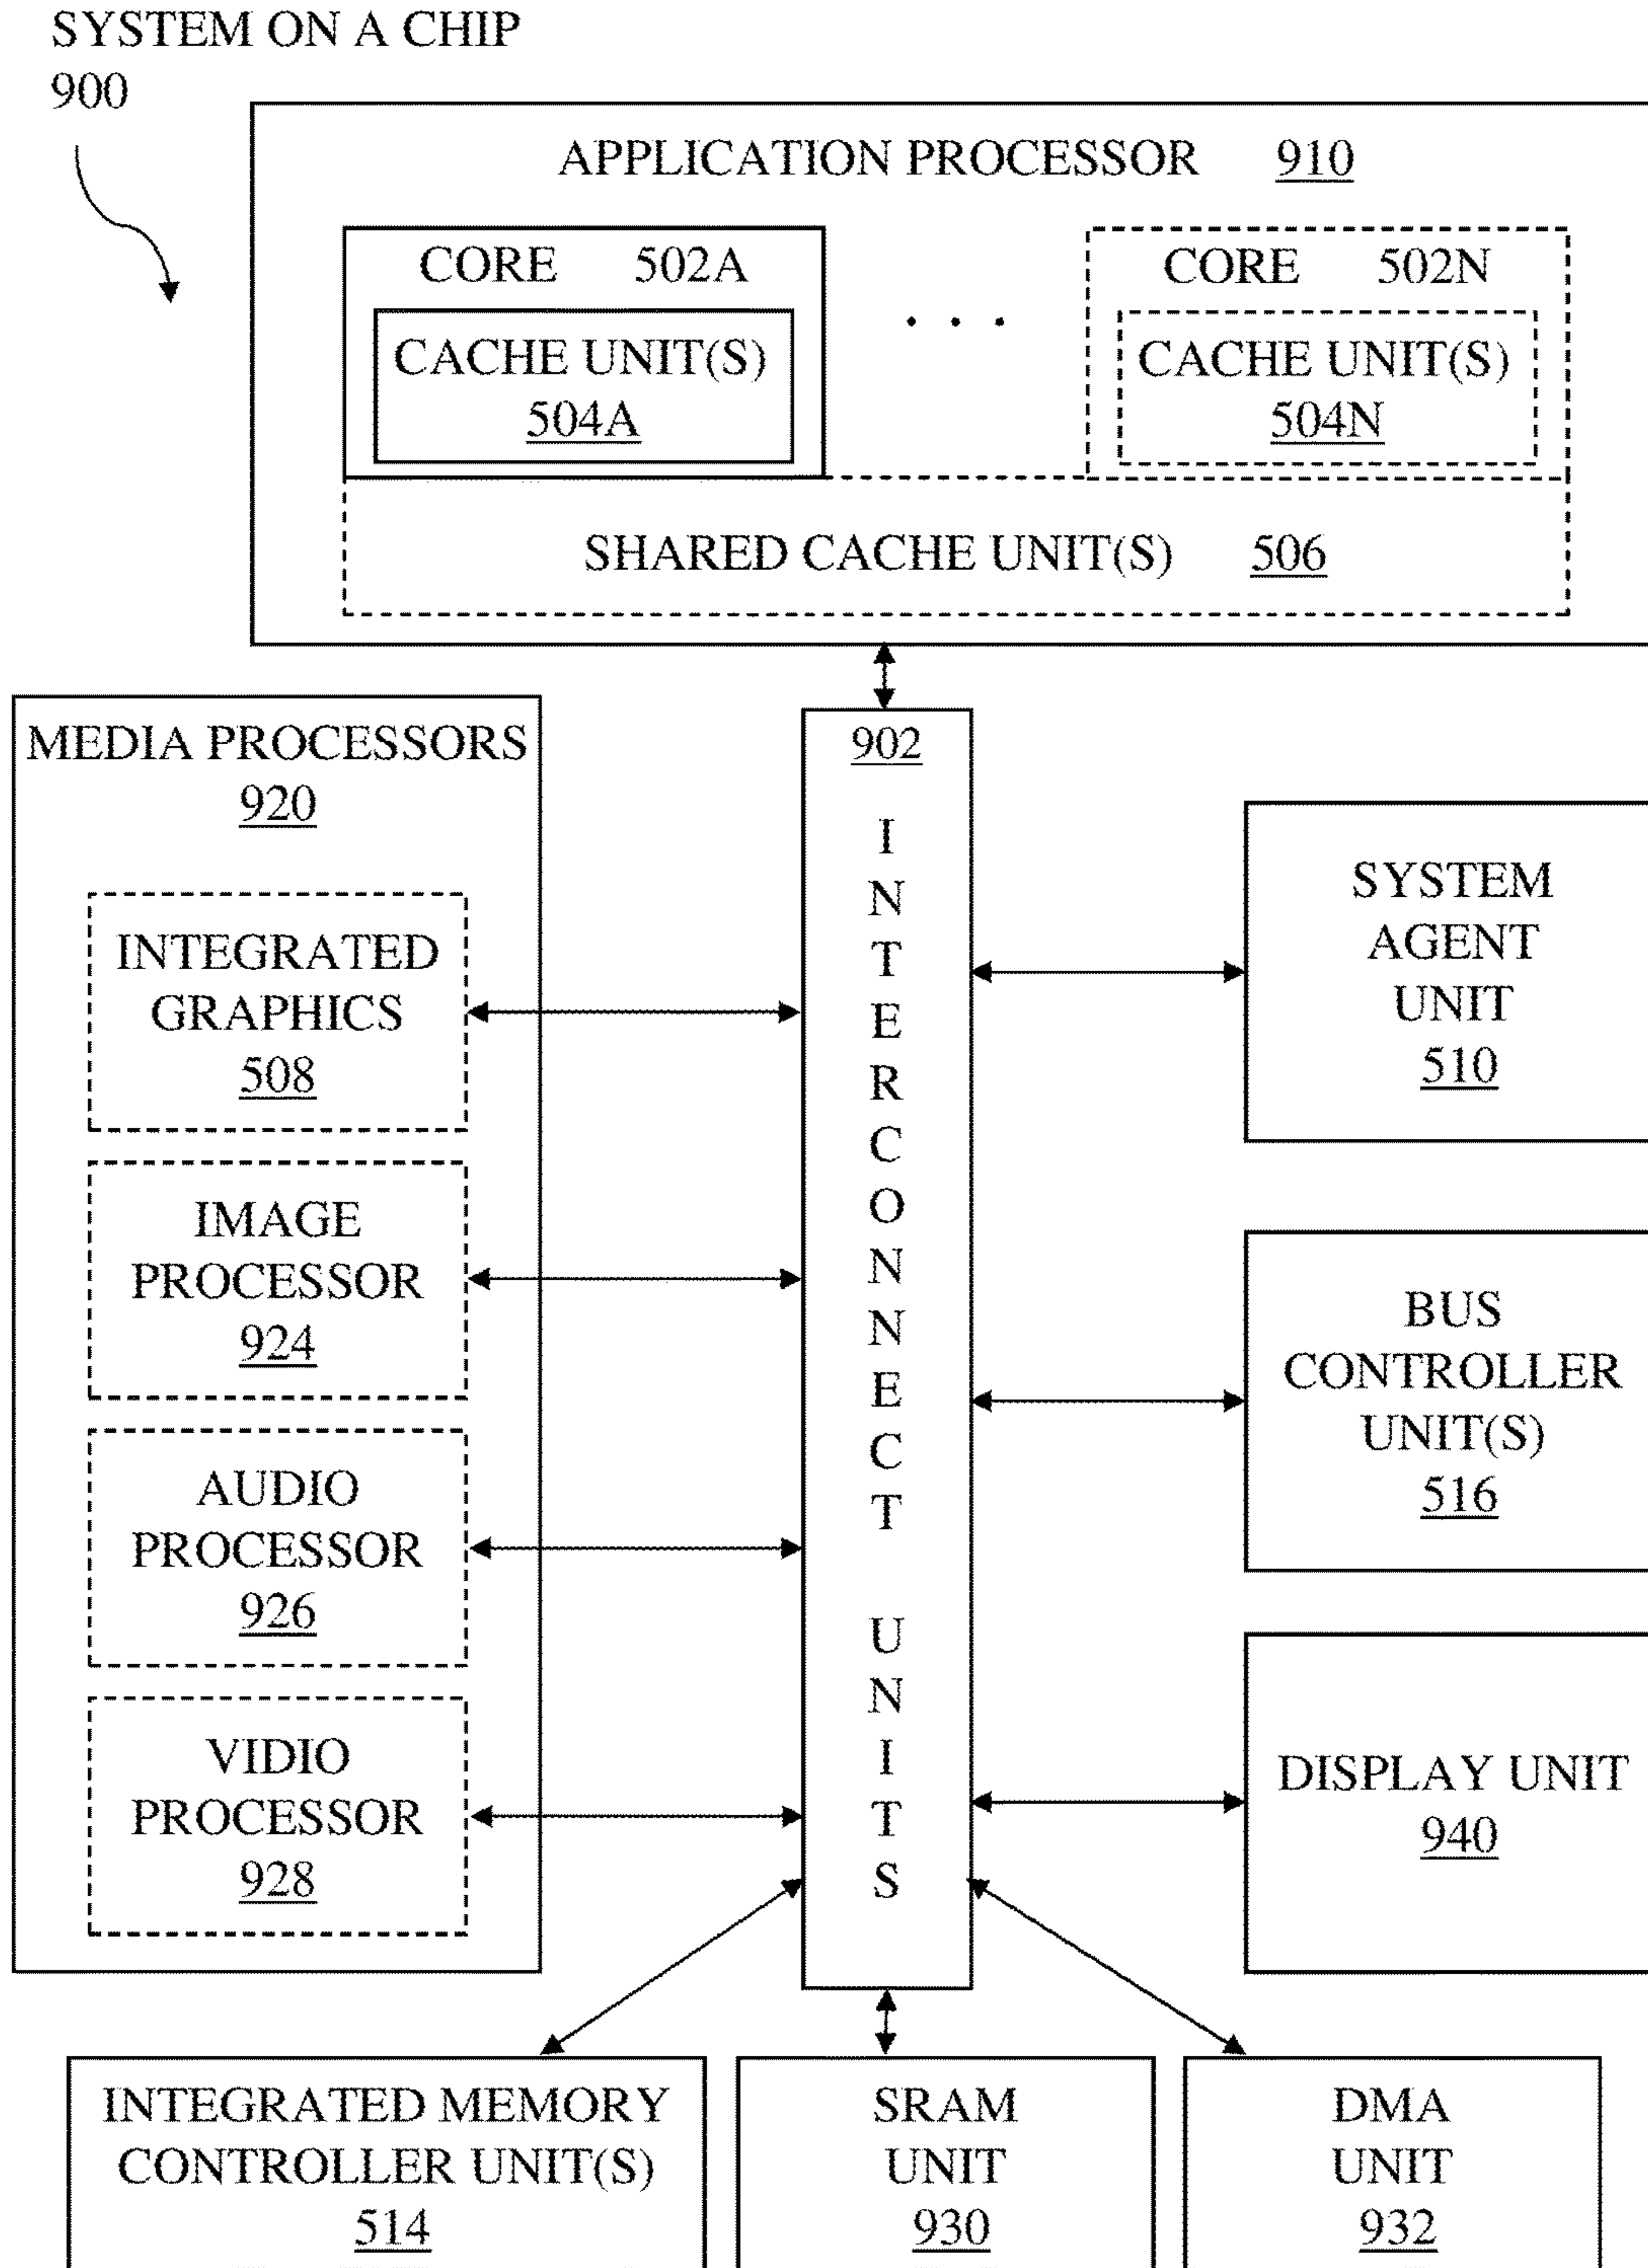 SYSTEM ON A CHIP
900
APPLICATION PROCESSOR 910
CORE 502A
CACHE UNIT(S)
504A
. . .
CORE 502N
CACHE UNIT(S)
504N
SHARED CACHE UNIT(S) 506
MEDIA PROCESSORS
920
INTEGRATED
GRAPHICS
508
IMAGE
PROCESSOR
924
AUDIO
PROCESSOR
926
VIDIO
PROCESSOR
928
902
INTERCONNECT UNITS
SYSTEM
AGENT
UNIT
510
BUS
CONTROLLER
UNIT(S)
516
DISPLAY UNIT
940
INTEGRATED MEMORY
CONTROLLER UNIT(S)
514
SRAM
UNIT
930
DMA
UNIT
932